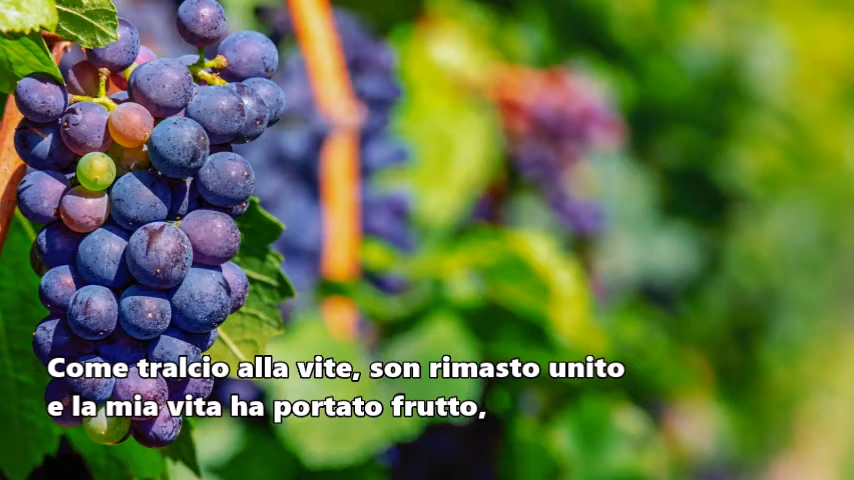 Come tralcio alla vite, son rimasto unito
e la mia vita ha portato frutto,